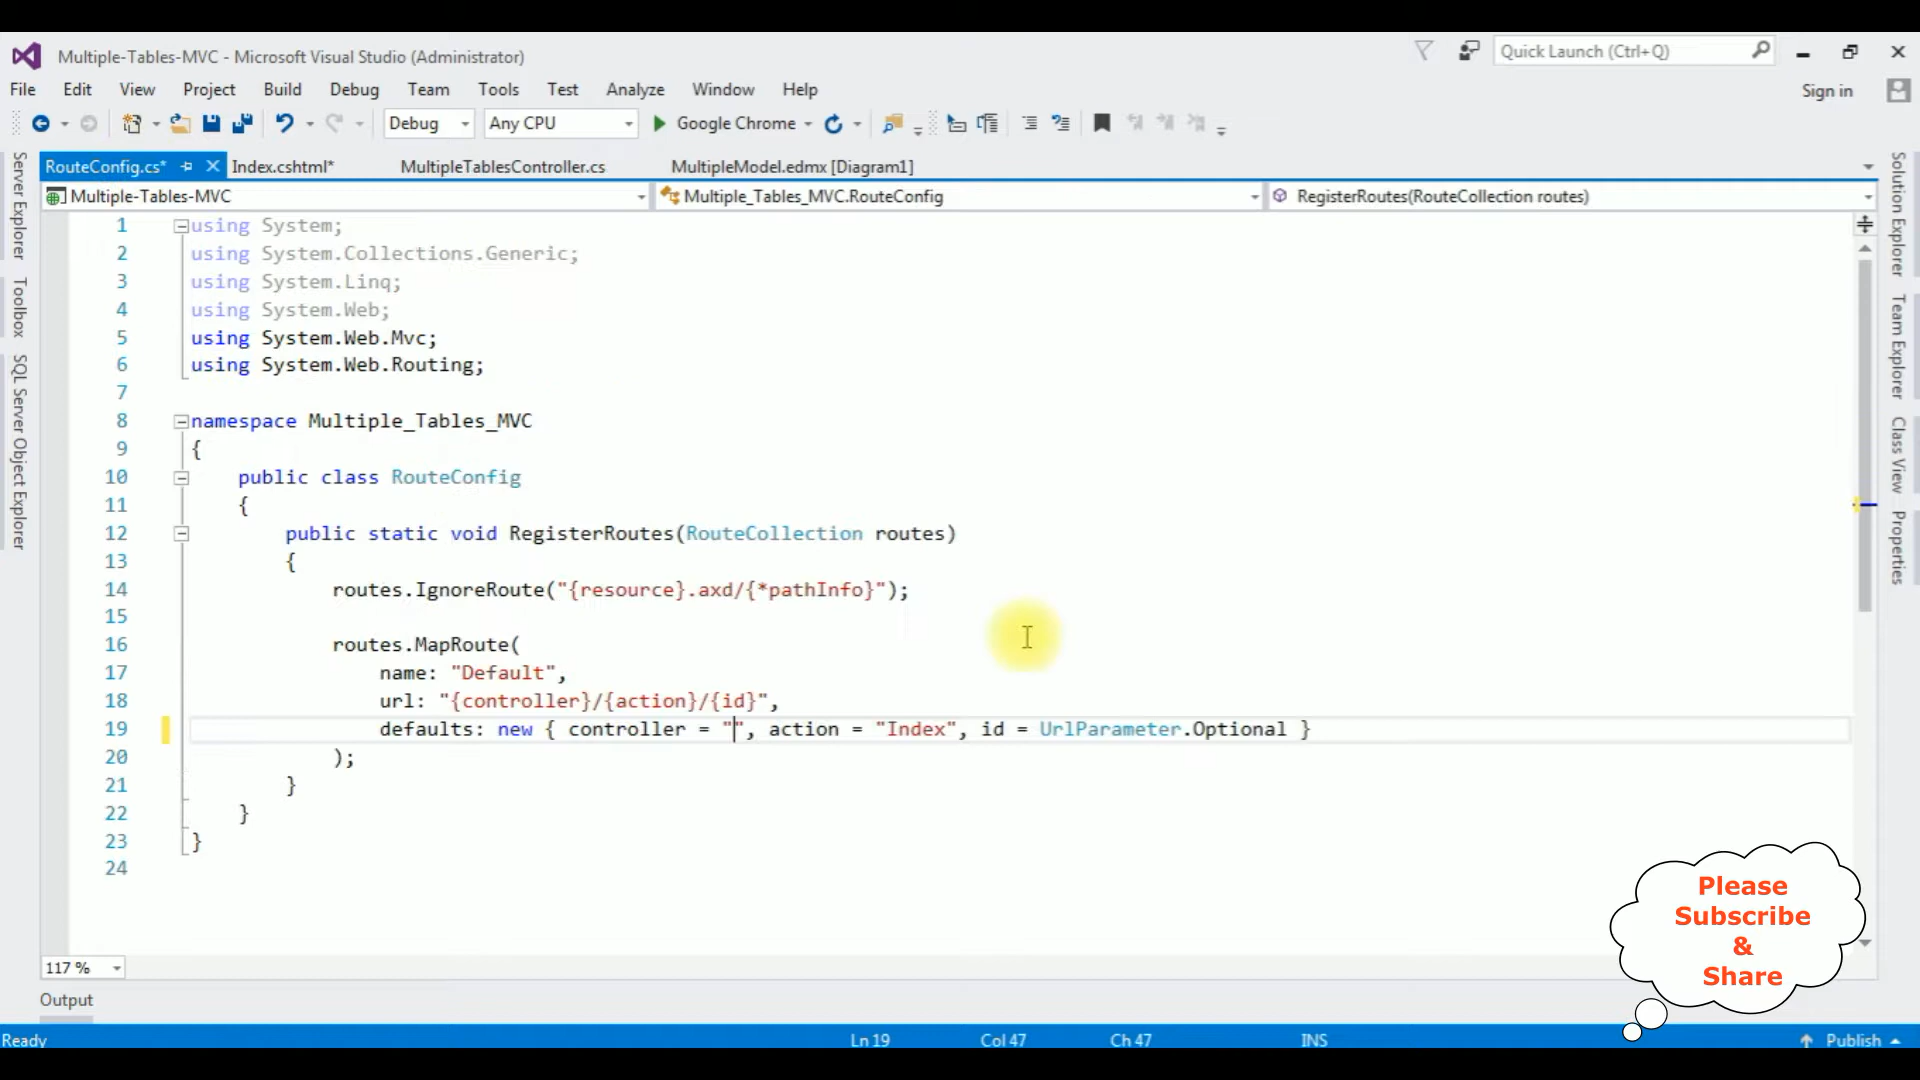 Multiple-Tables-MVC - Microsoft Visual Studio (Administrator)
Quick Launch (Ctrl+Q)
File Edit View Project Build Debug Team Tools Test Analyze Window Help
Sign in
Debug Any CPU Google Chrome
RouteConfig.cs* Index.cshtml* MultipleTablesController.cs MultipleModel.edmx [Diagram1]
Multiple-Tables-MVC Multiple_Tables_MVC.RouteConfig RegisterRoutes(RouteCollection routes)
Server Explorer
Toolbox
SQL Server Object Explorer
1 using System;
2 using System.Collections.Generic;
3 using System.Linq;
4 using System.Web;
5 using System.Web.Mvc;
6 using System.Web.Routing;
7
8 namespace Multiple_Tables_MVC
9 {
10 public class RouteConfig
11 {
12 public static void RegisterRoutes(RouteCollection routes)
13 {
14 routes.IgnoreRoute("{resource}.axd/{*pathInfo}");
15
16 routes.MapRoute(
17 name: "Default",
18 url: "{controller}/{action}/{id}",
19 defaults: new { controller = "", action = "Index", id = UrlParameter.Optional }
20 );
21 }
22 }
23 }
24
Solution Explorer
Team Explorer
Class View
Properties
Please
Subscribe
&
Share
117 %
Output
Ready Ln 19 Col 47 Ch 47 INS Publish